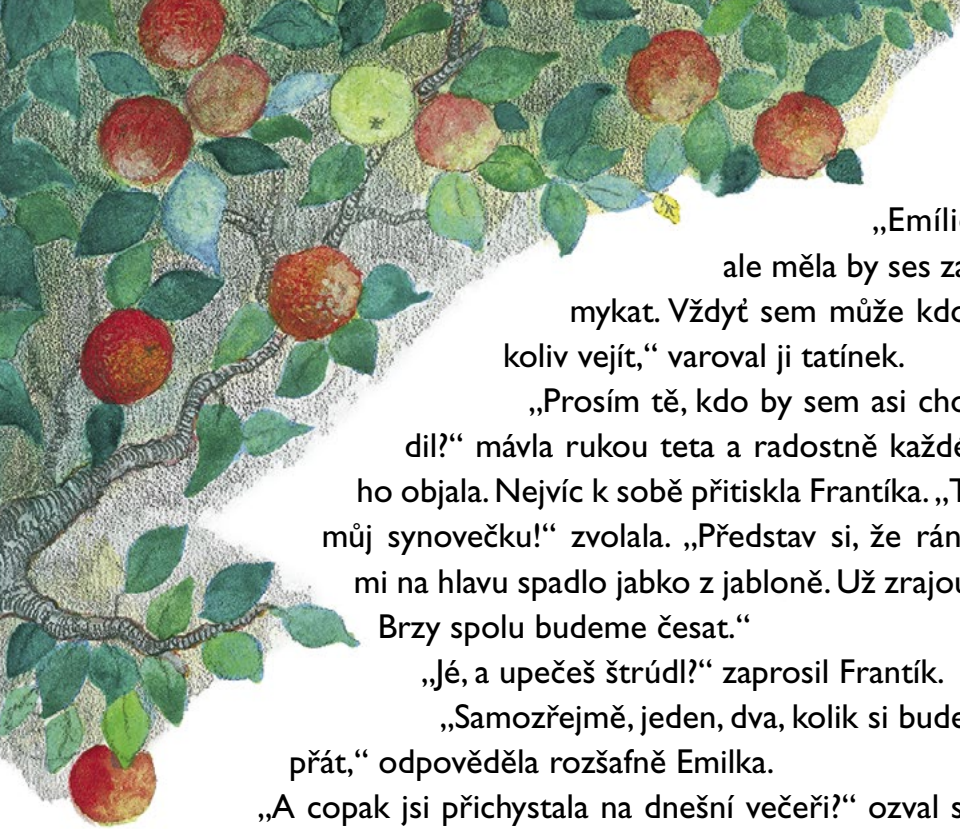 „Emílie
ale měla by ses za
mykat. Vždyť sem může kdo
koliv vejít,“ varoval ji tatínek.
„Prosím tě, kdo by sem asi cho
dil?“ mávla rukou teta a radostně každé
ho objala. Nejvíc k sobě přitiskla Frantíka. „T
můj synovečku!“ zvolala. „Představ si, že rán
mi na hlavu spadlo jabko z jabloně. Už zrajou
Brzy spolu budeme česat.“
„Jé, a upečeš štrúdl?“ zaprosil Frantík.
„Samozřejmě, jeden, dva, kolik si bude
přát,“ odpověděla rozšafně Emilka.
„A copak jsi přichystala na dnešní večeři?“ ozval s